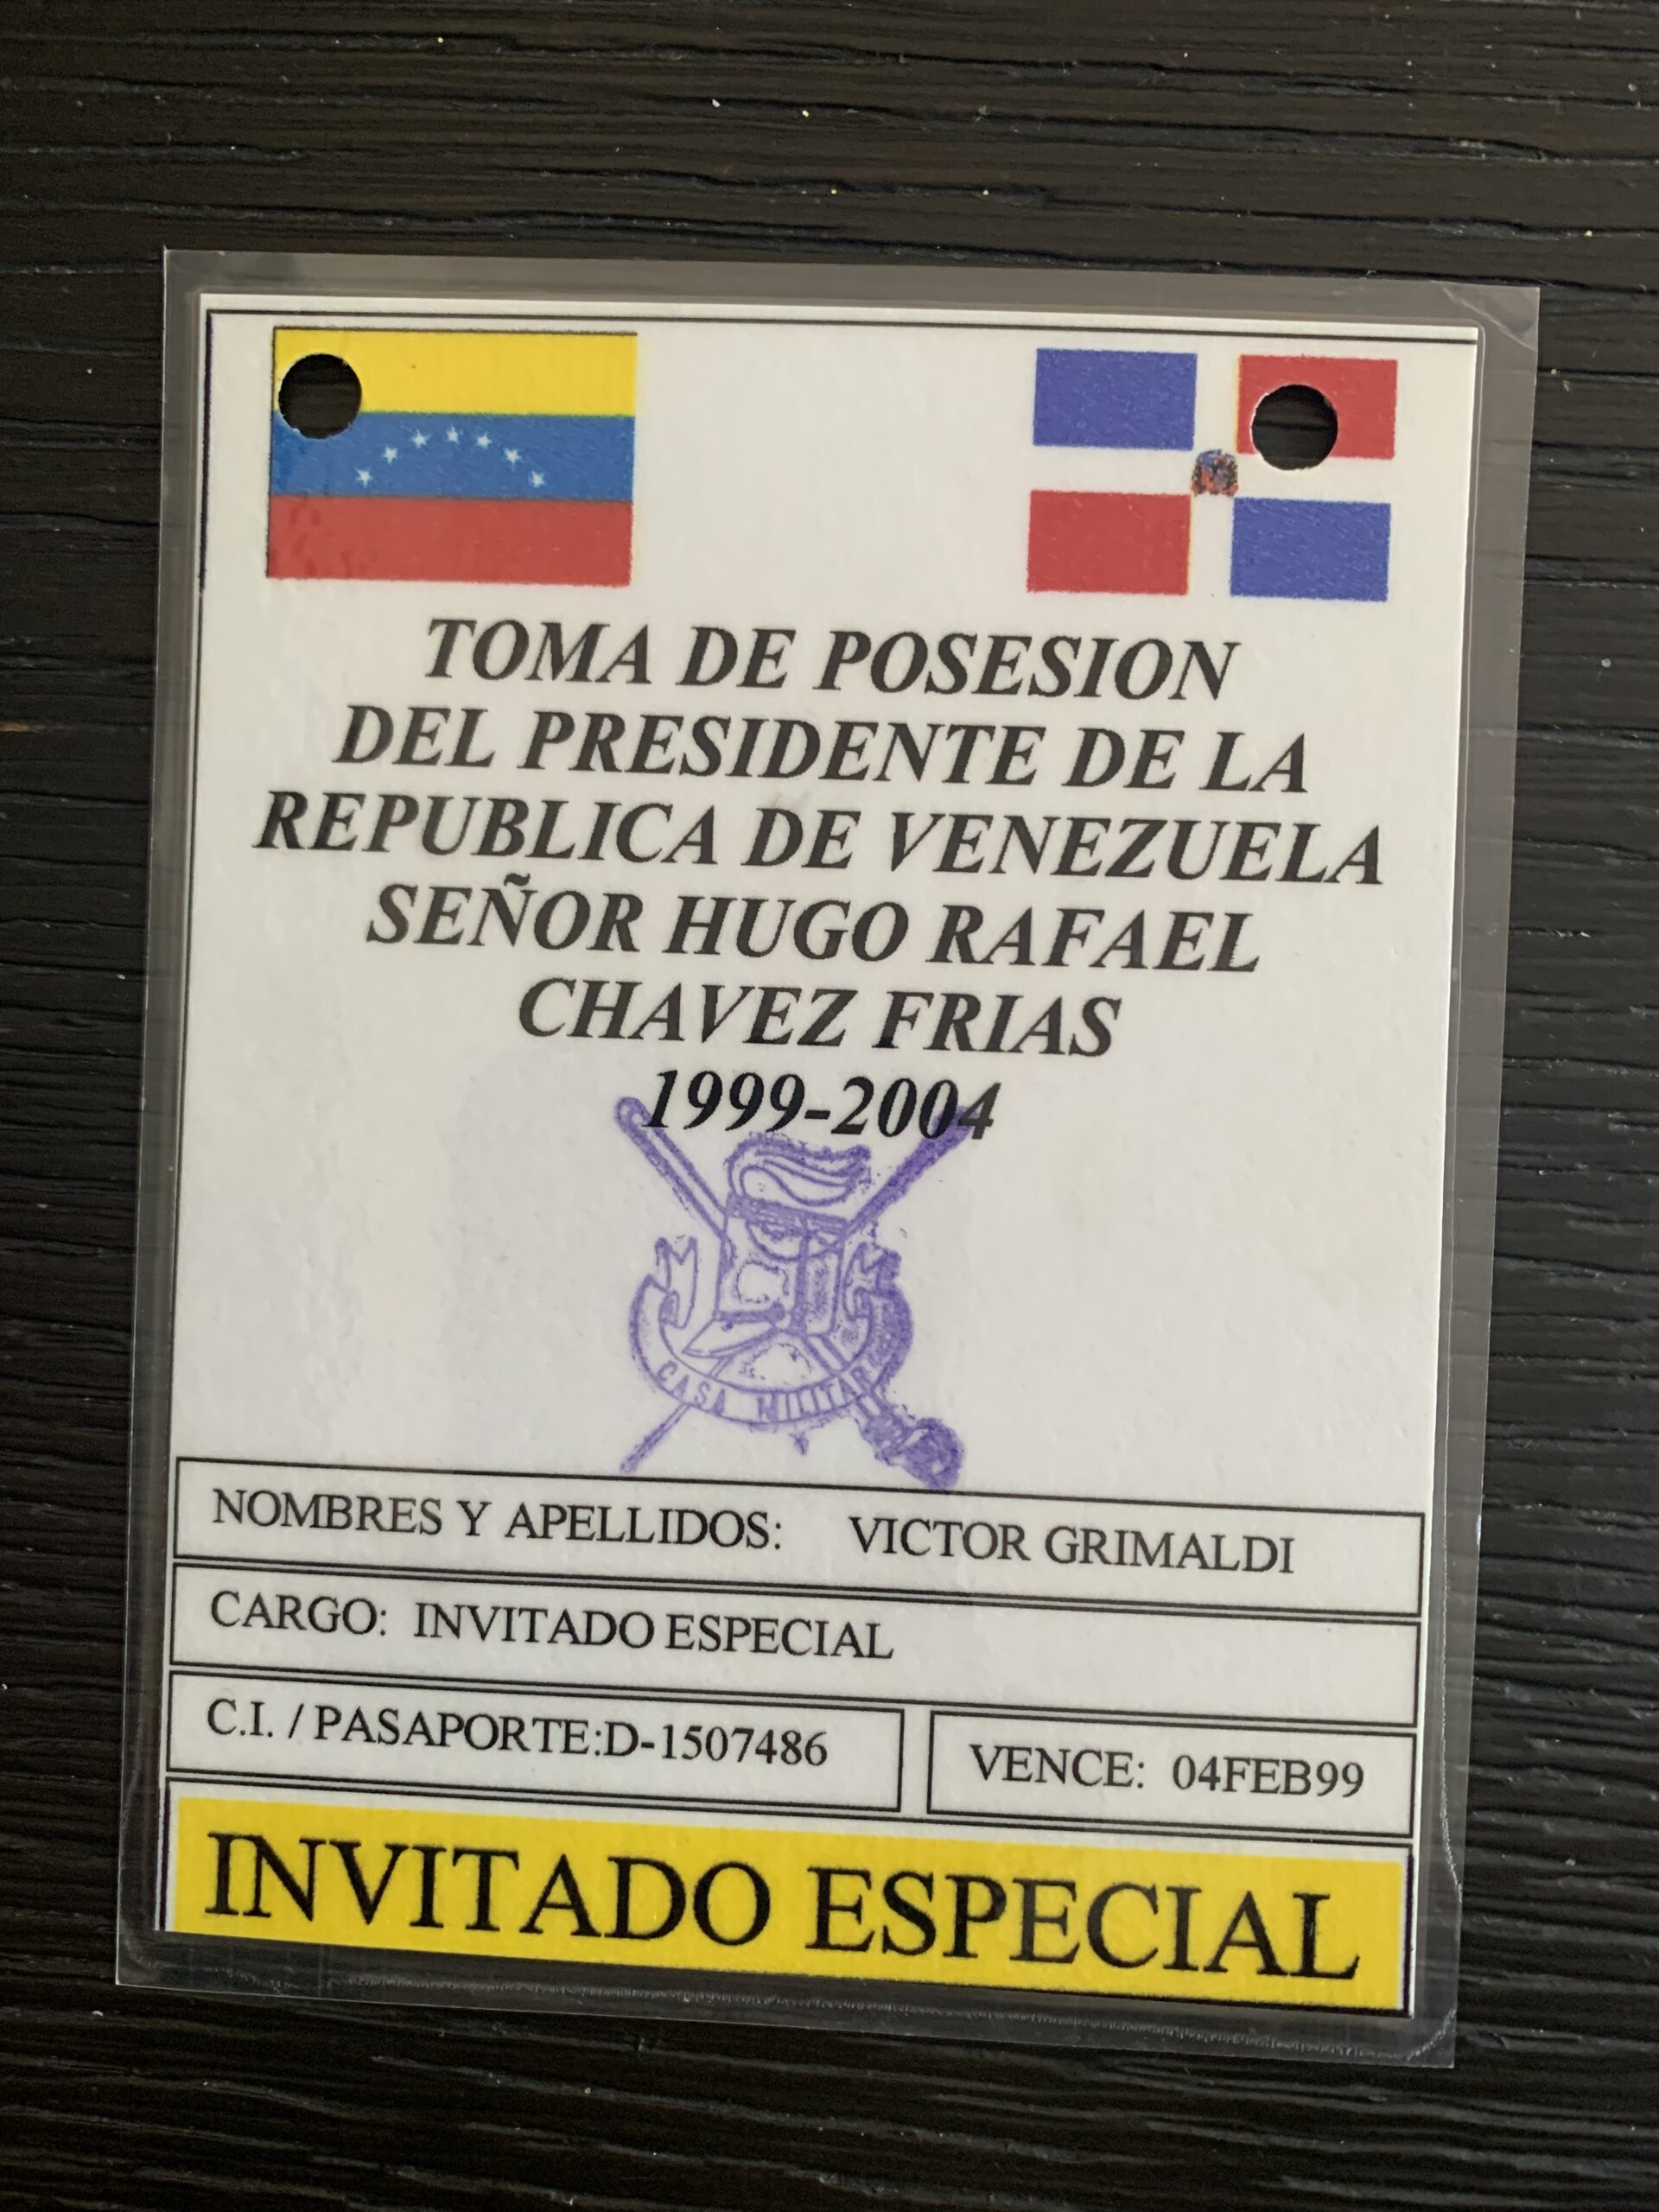 TOMA DE POSESION
DEL PRESIDENTE DE LA
REPUBLICA DE VENEZUELA
SEÑOR HUGO RAFAEL
CHAVEZ FRIAS
1999-2004
CASA MILITAR
NOMBRES Y APELLIDOS: VICTOR GRIMALDI
CARGO: INVITADO ESPECIAL
C.I. / PASAPORTE:D-1507486
VENCE: 04FEB99
INVITADO ESPECIAL